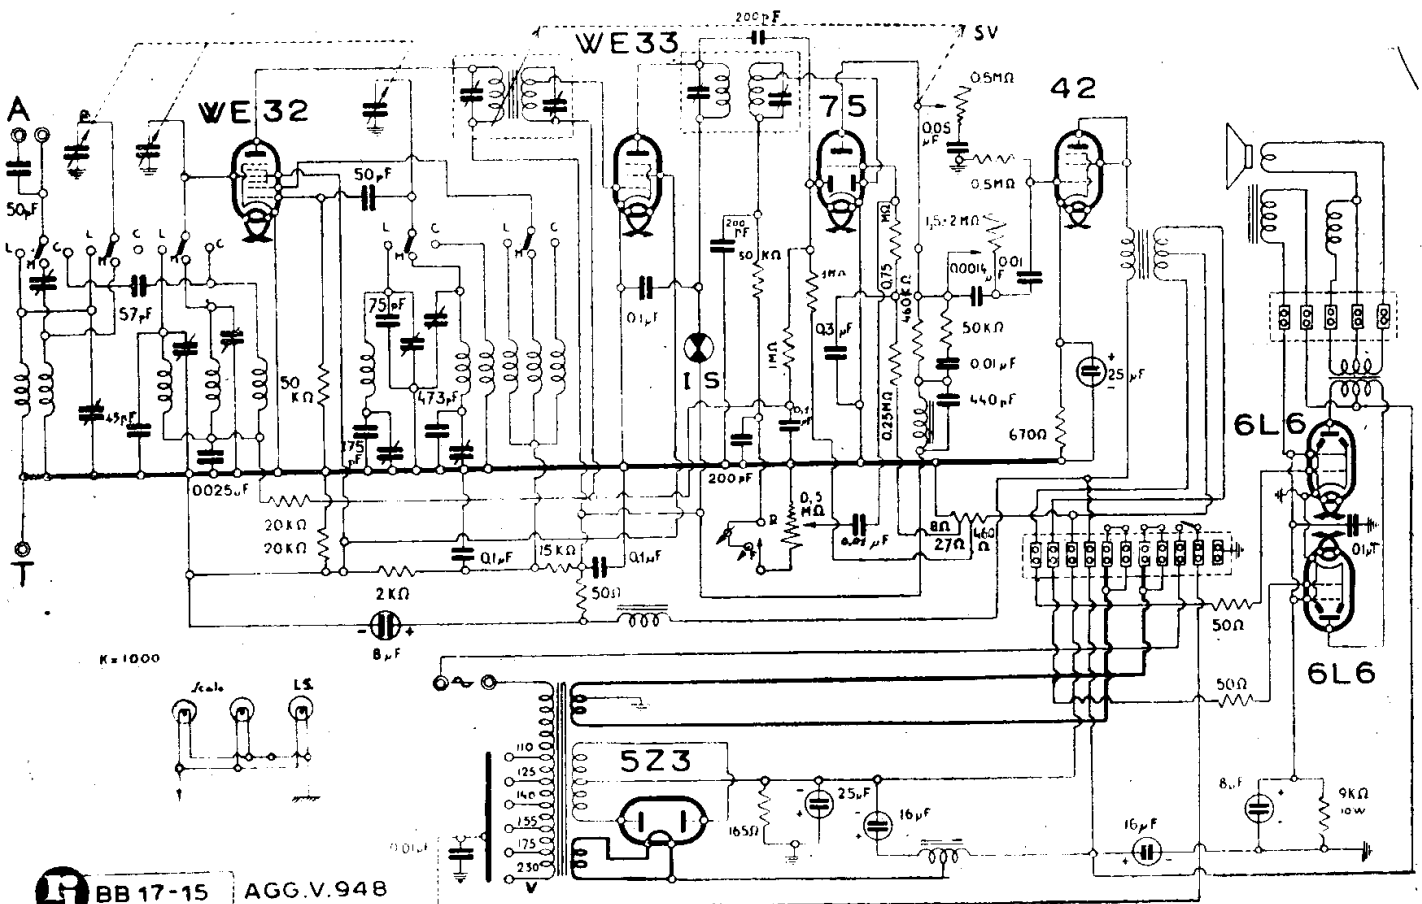 200pF
WE33
SV
0.5MΩ
42
A
WE32
75
0.05
μF
50pF
50pF
0.5MΩ
L
M
C
L
M
C
L
M
C
L
M
C
200
pF
50KΩ
1MΩ
MΩ
0.75
460KΩ
1,5÷2MΩ
0.00014
μF
0.01
μF
57pF
75pF
0.1μF
0.3μF
50KΩ
0.01μF
+
25μF
-
IS
1MΩ
50
KΩ
473pF
0.25MΩ
440pF
6L6
45pF
175
pF
0,1
μF
670Ω
200pF
0025μF
20KΩ
20KΩ
0,5
MΩ
R
F
0.01μF
8Ω
27Ω
460
Ω
0.1μF
T
0.1μF
15KΩ
0.1μF
2KΩ
50Ω
50Ω
-
+
8μF
K=1000
6L6
Scala
I.S.
50Ω
110
125
140
155
175
230
V
5Z3
165Ω
-
25μF
+
-
16μF
+
16μF
+
-
8μF
+
9KΩ
10W
0.01μF
BB 17-15
AGG.V.948